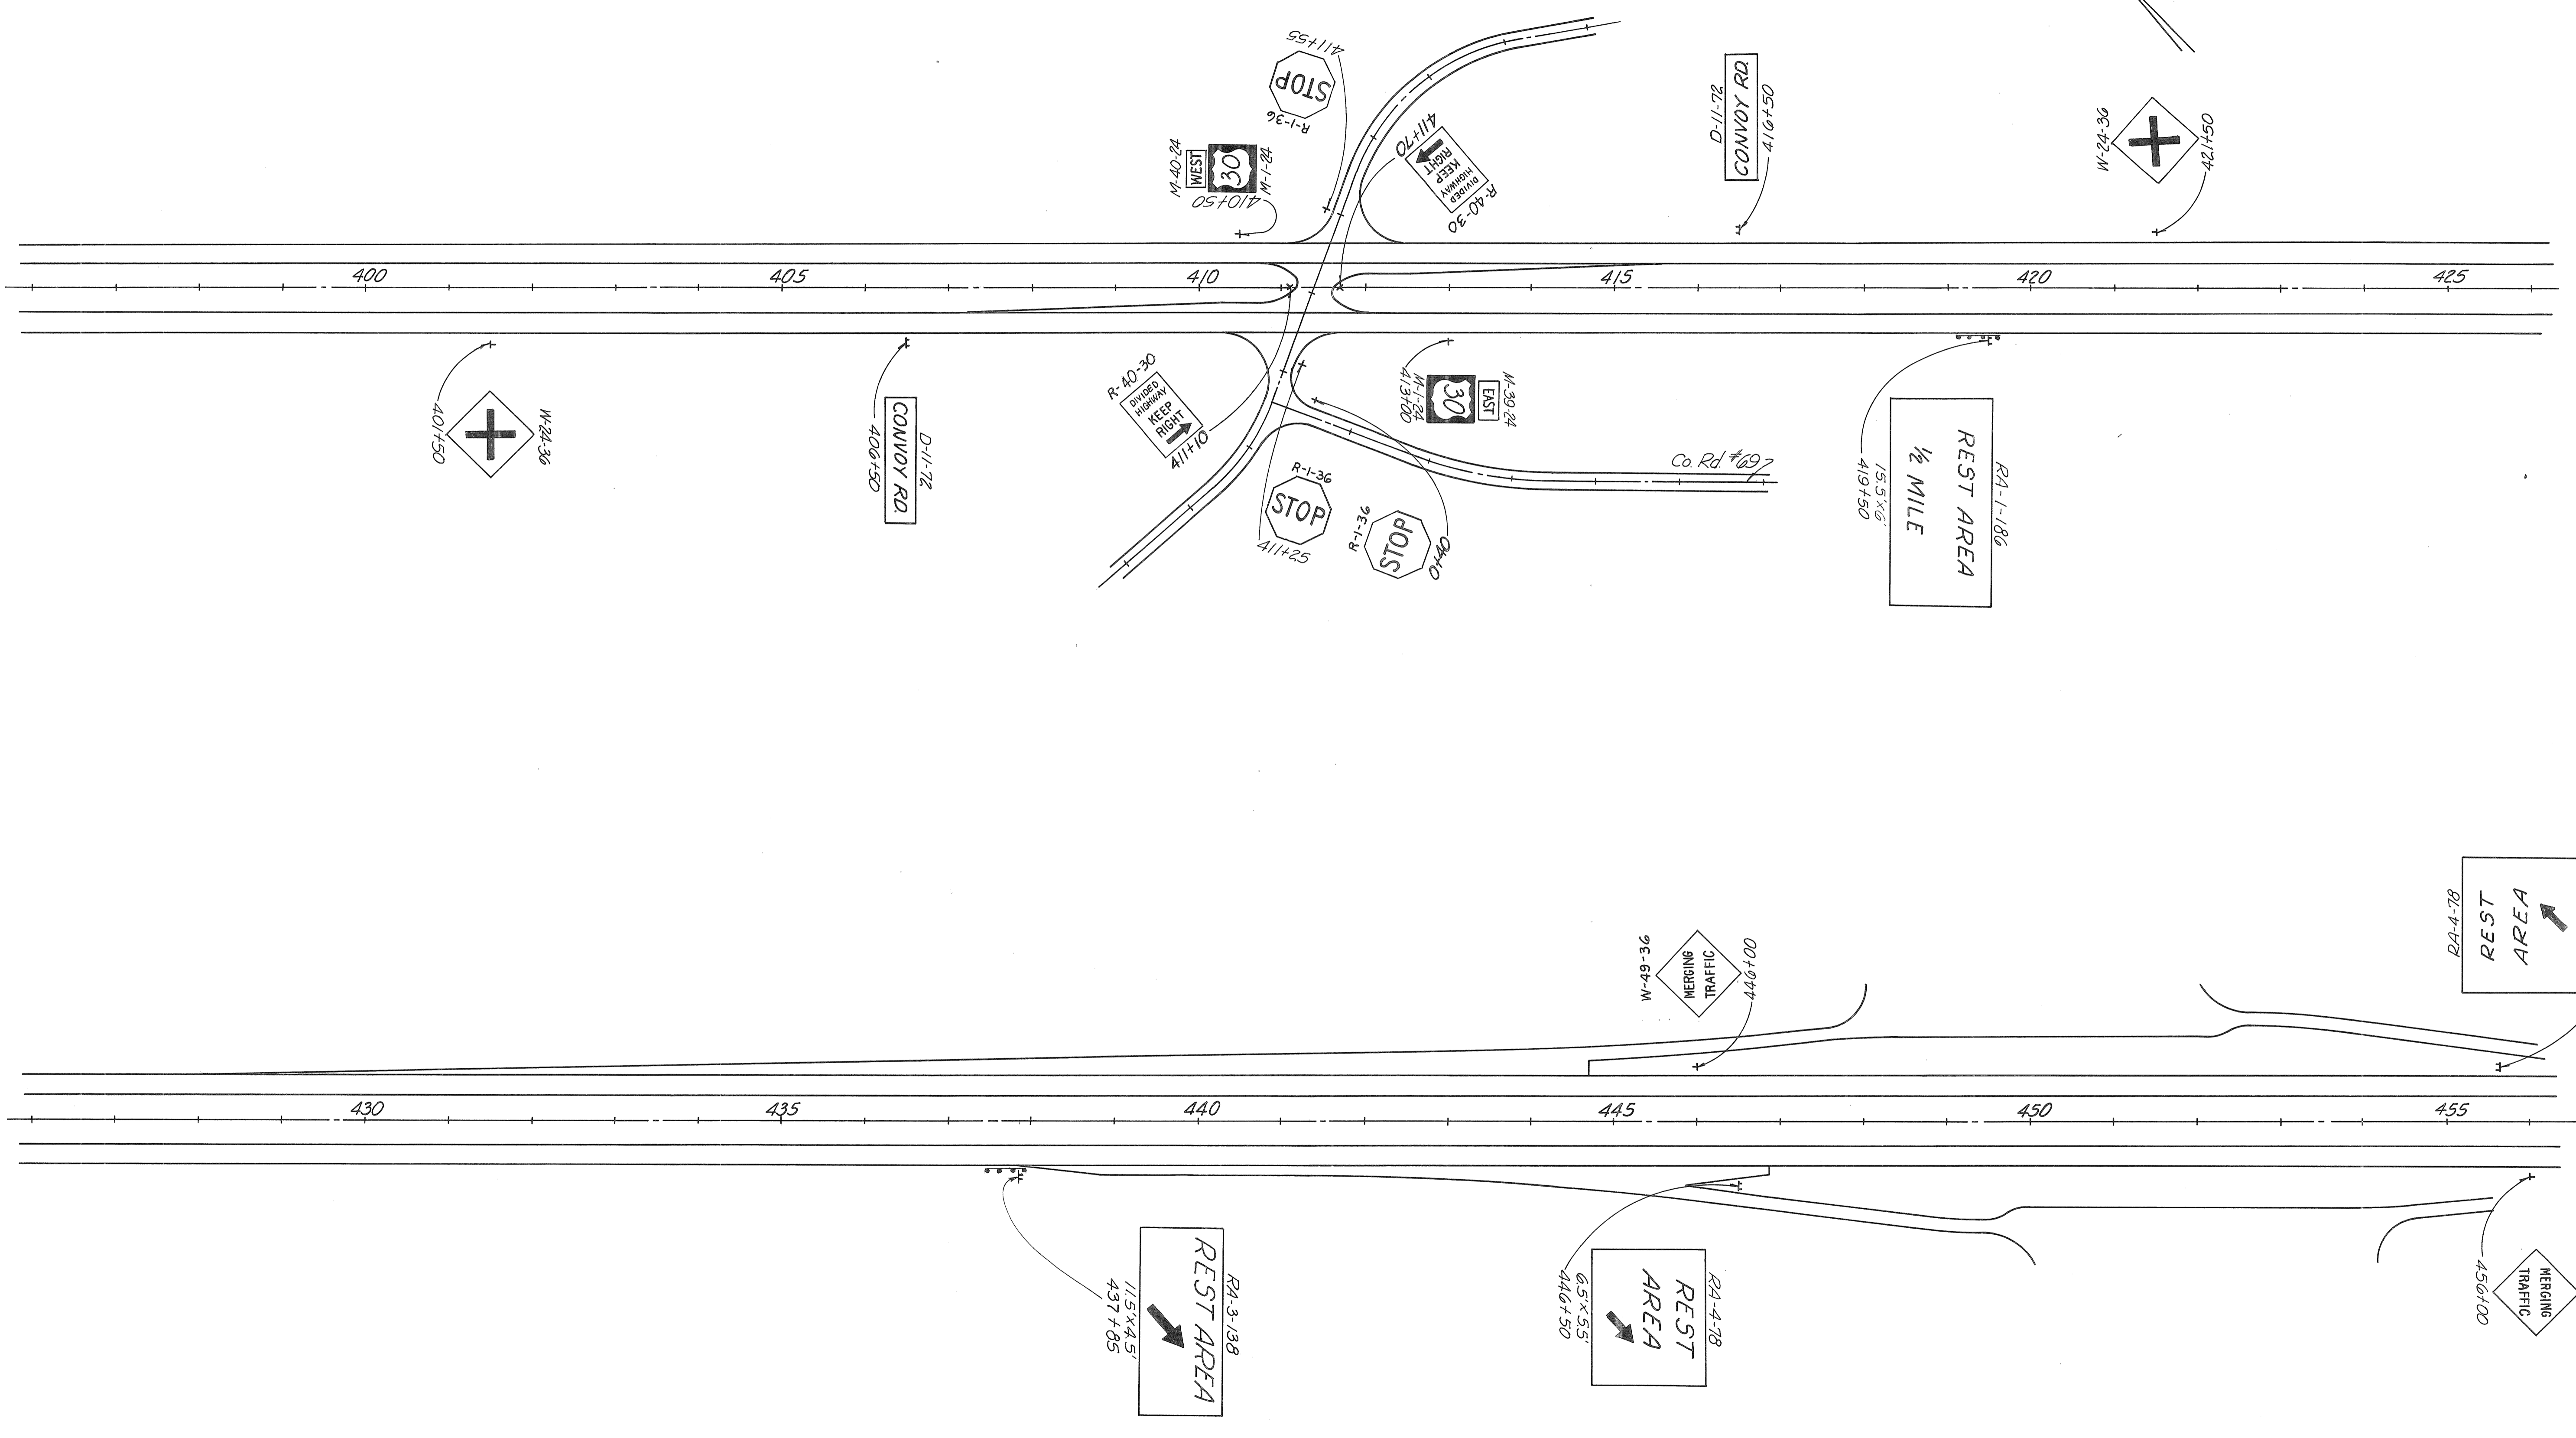 411+55
STOP
R-1-36
M-40-24
WEST
30
M-1-24
410+50
411+70
DIVIDED
HIGHWAY
KEEP
RIGHT
R-40-30
D-11-72
CONVOY RD.
416+50
W-24-36
421+50
400
405
410
415
420
425
401+50
W-24-36
D-11-72
CONVOY RD.
406+50
R-40-30
DIVIDED
HIGHWAY
KEEP
RIGHT
411+10
R-1-36
STOP
411+25
R-1-36
STOP
0+40
M-39-24
EAST
30
M-1-24
413+00
Co. Rd. #69
RA-1-186
REST AREA
1/2 MILE
15.5'x6'
419+50
W-49-36
MERGING
TRAFFIC
446+00
RA-4-78
REST
AREA
430
435
440
445
450
455
RA-3-138
REST AREA
11.5'x4.5'
437+85
RA-4-78
REST
AREA
6.5'x5.5'
446+50
MERGING
TRAFFIC
456+00